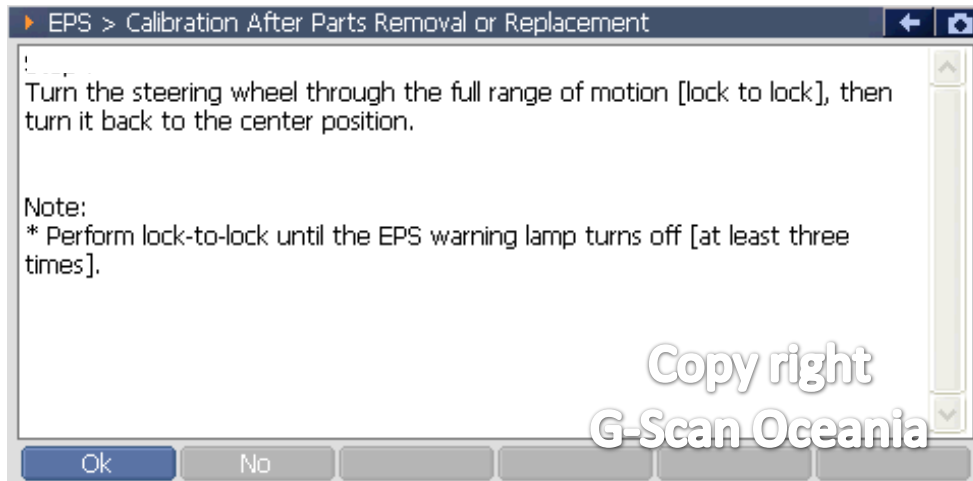 EPS > Calibration After Parts Removal or Replacement
Turn the steering wheel through the full range of motion [lock to lock], then
turn it back to the center position.
Note:
* Perform lock-to-lock until the EPS warning lamp turns off [at least three
times].
Copy right
G-Scan Oceania
Ok
No